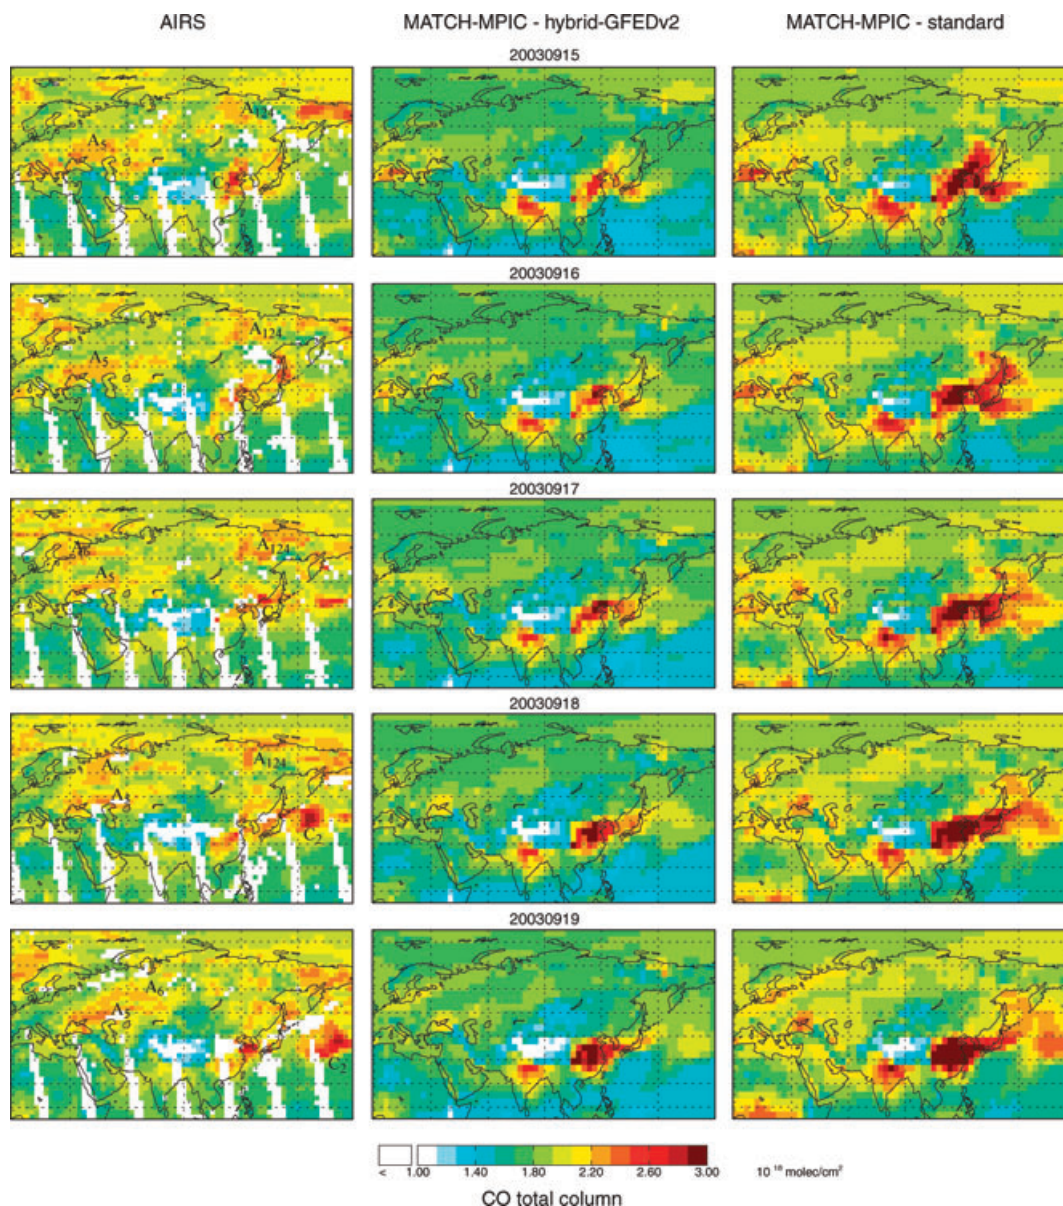 AIRS MATCH-MPIC - hybrid-GFEDv2 MATCH-MPIC - standard
20030915
A5
C
20030916
A124
A5
20030917
A6 A124
A5
C2
20030918
A6 A124
A5
C2
20030919
A6
A5
C2
< 1.00 1.40 1.80 2.20 2.60 3.00 10 18 molec/cm2
CO total column